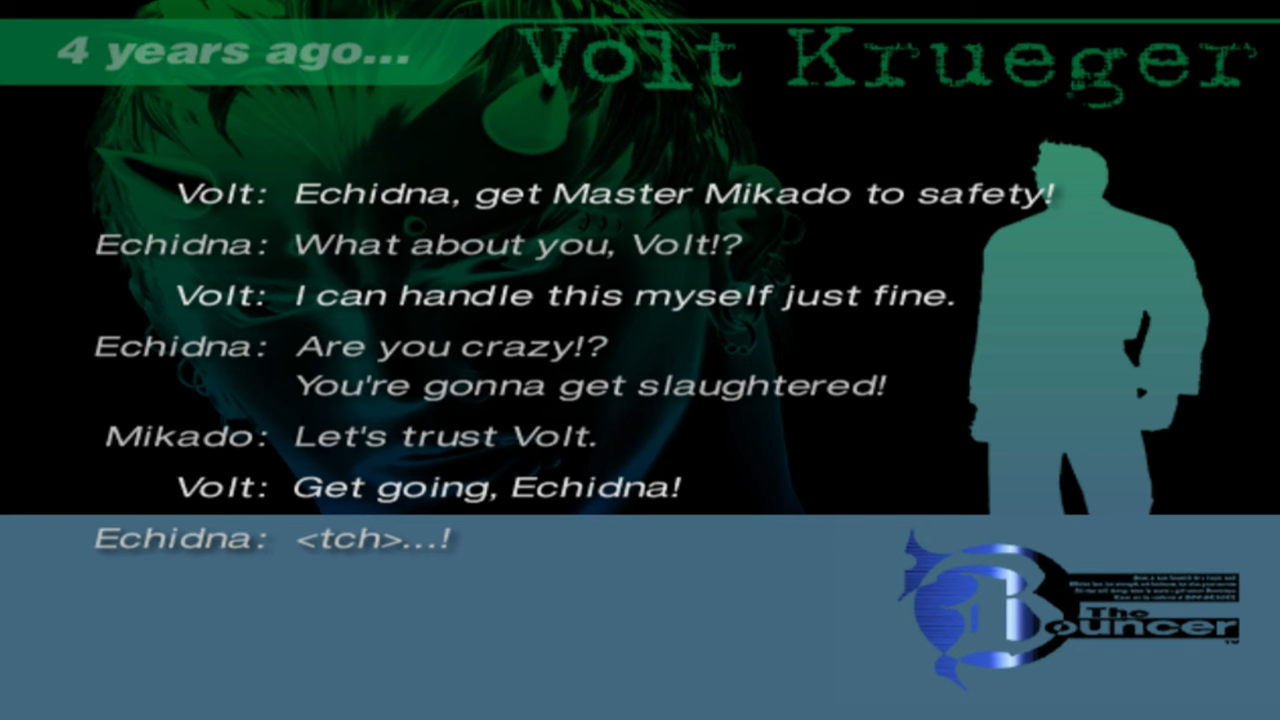 4 years ago...
Volt Krueger
Volt: Echidna, get Master Mikado to safety!
Echidna: What about you, Volt!?
Volt: I can handle this myself just fine.
Echidna: Are you crazy!?
You're gonna get slaughtered!
Mikado: Let's trust Volt.
Volt: Get going, Echidna!
Echidna: <tch>...!
The
Bouncer
TM